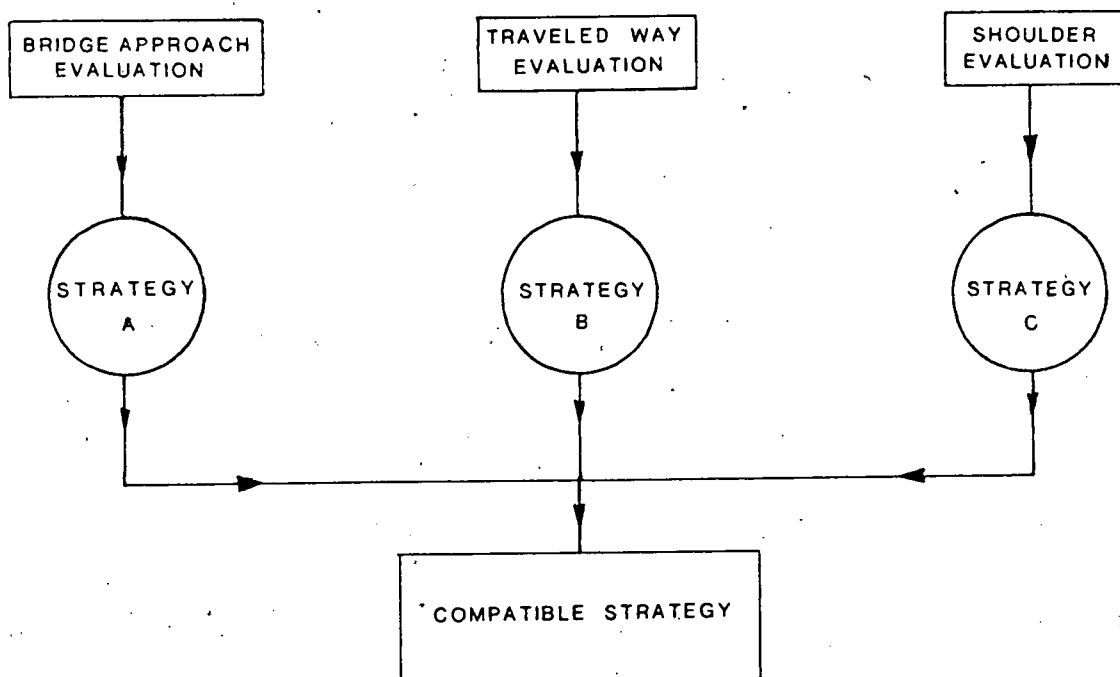 BRIDGE APPROACH
EVALUATION
TRAVELED WAY
EVALUATION
SHOULDER
EVALUATION
STRATEGY
A
STRATEGY
B
STRATEGY
C
COMPATIBLE STRATEGY